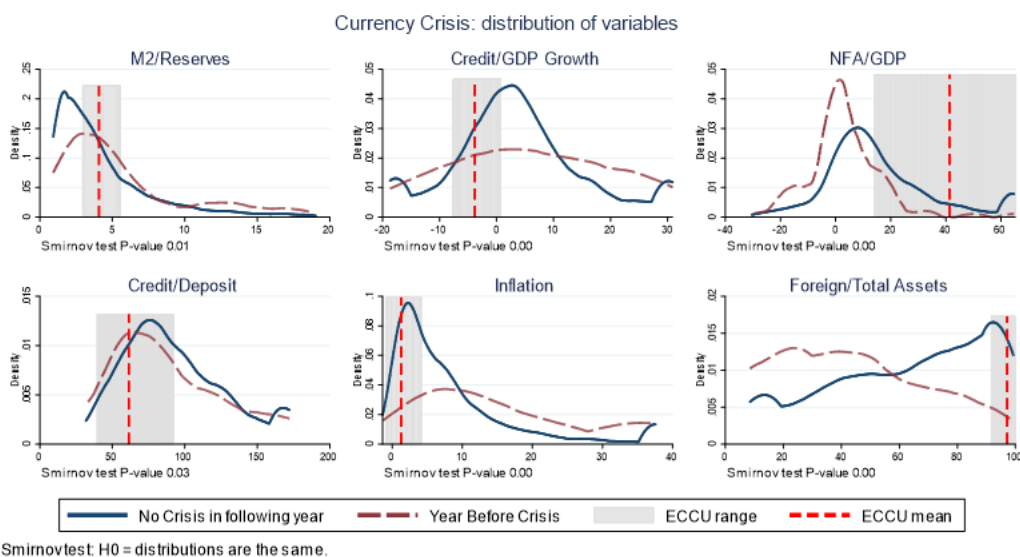 Currency Crisis: distribution of variables
M2/Reserves
Density
0 .05 .1 .15 .2 .25
0 5 10 15 20
Smirnov test P-value 0.01
Credit/GDP Growth
Density
0 .01 .02 .03 .04 .05
-20 -10 0 10 20 30
Smirnov test P-value 0.00
NFA/GDP
Density
0 .01 .02 .03 .04 .05
-40 -20 0 20 40 60
Smirnov test P-value 0.00
Credit/Deposit
Density
0 .005 .01 .015
0 50 100 150 200
Smirnov test P-value 0.03
Inflation
Density
0 .02 .04 .06 .08 .1
0 10 20 30 40
Smirnov test P-value 0.00
Foreign/Total Assets
Density
0 .005 .01 .015 .02
0 20 40 60 80 100
Smirnov test P-value 0.00
No Crisis in following year Year Before Crisis ECCU range ECCU mean
Smirnov test: H0 = distributions are the same.